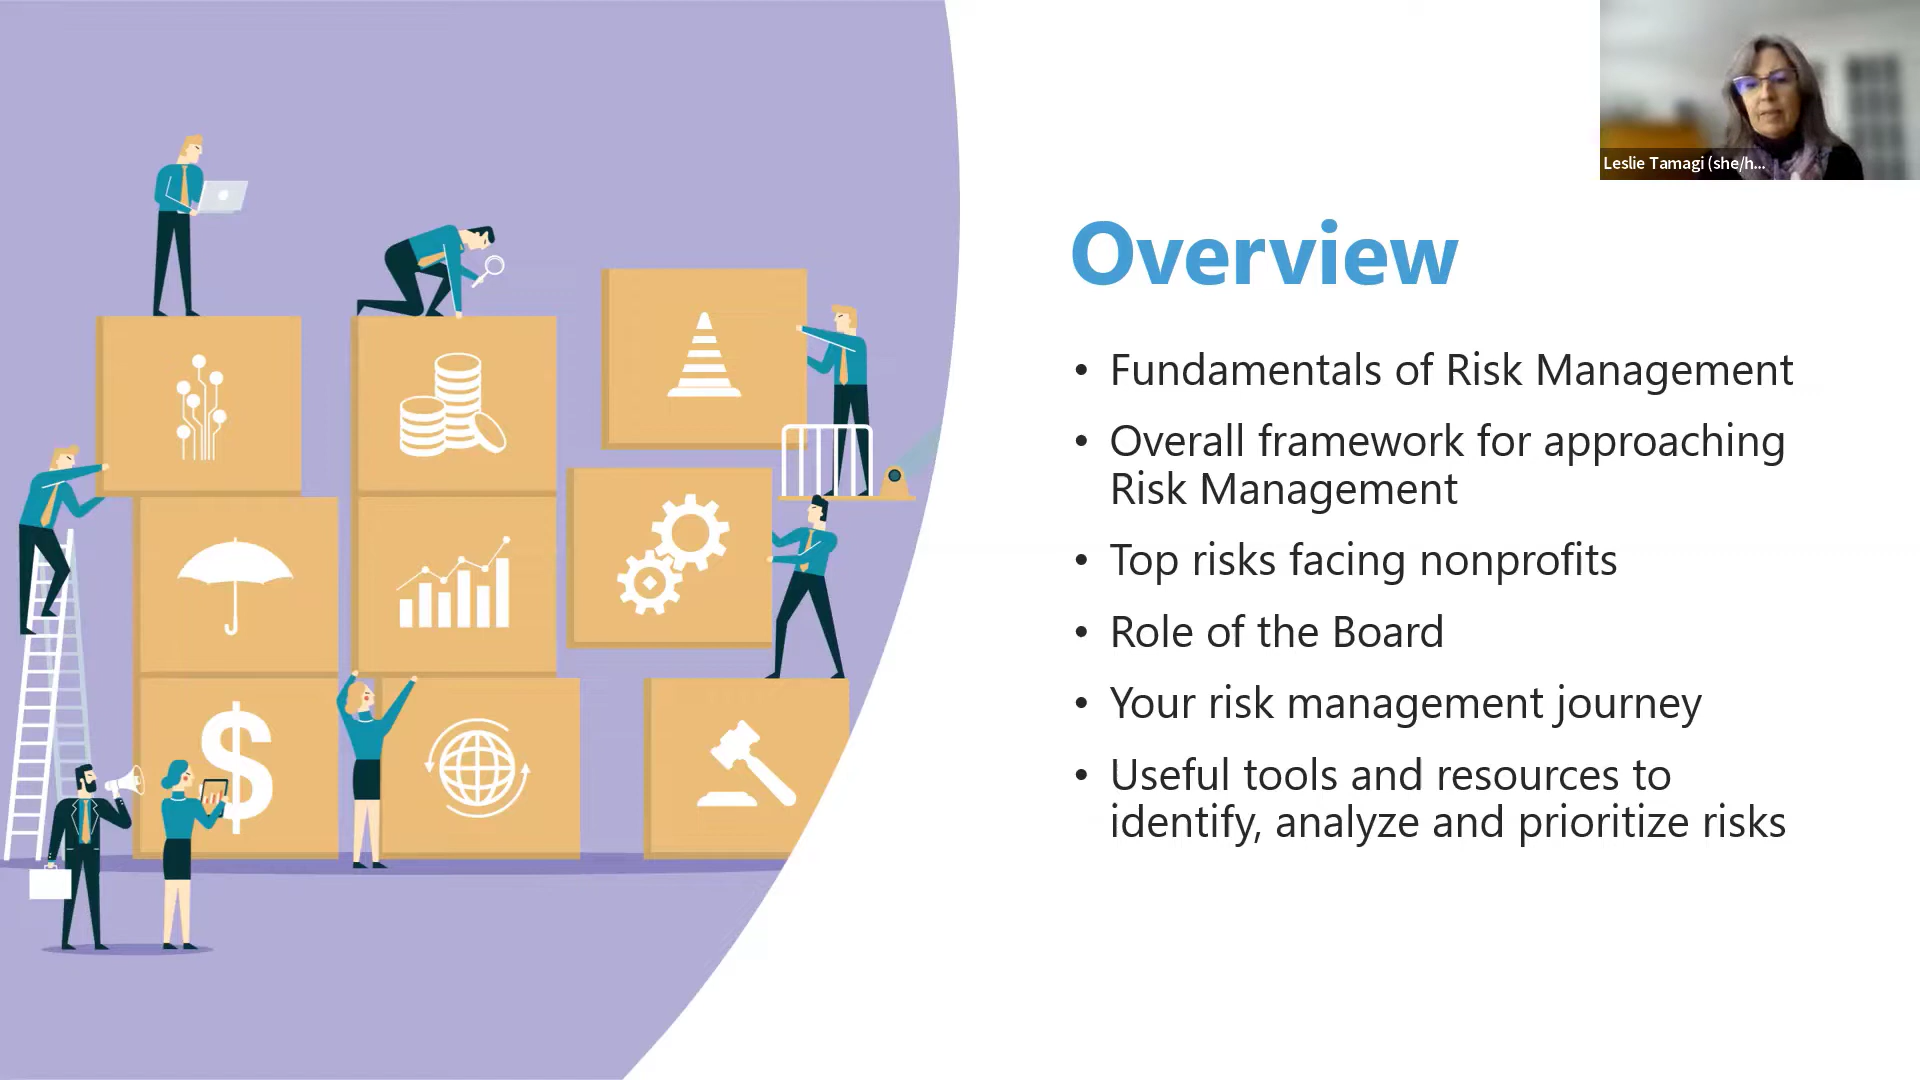 Leslie Tamagi (she/h...
Overview
• Fundamentals of Risk Management
• Overall framework for approaching
Risk Management
• Top risks facing nonprofits
• Role of the Board
• Your risk management journey
• Useful tools and resources to
identify, analyze and prioritize risks
$